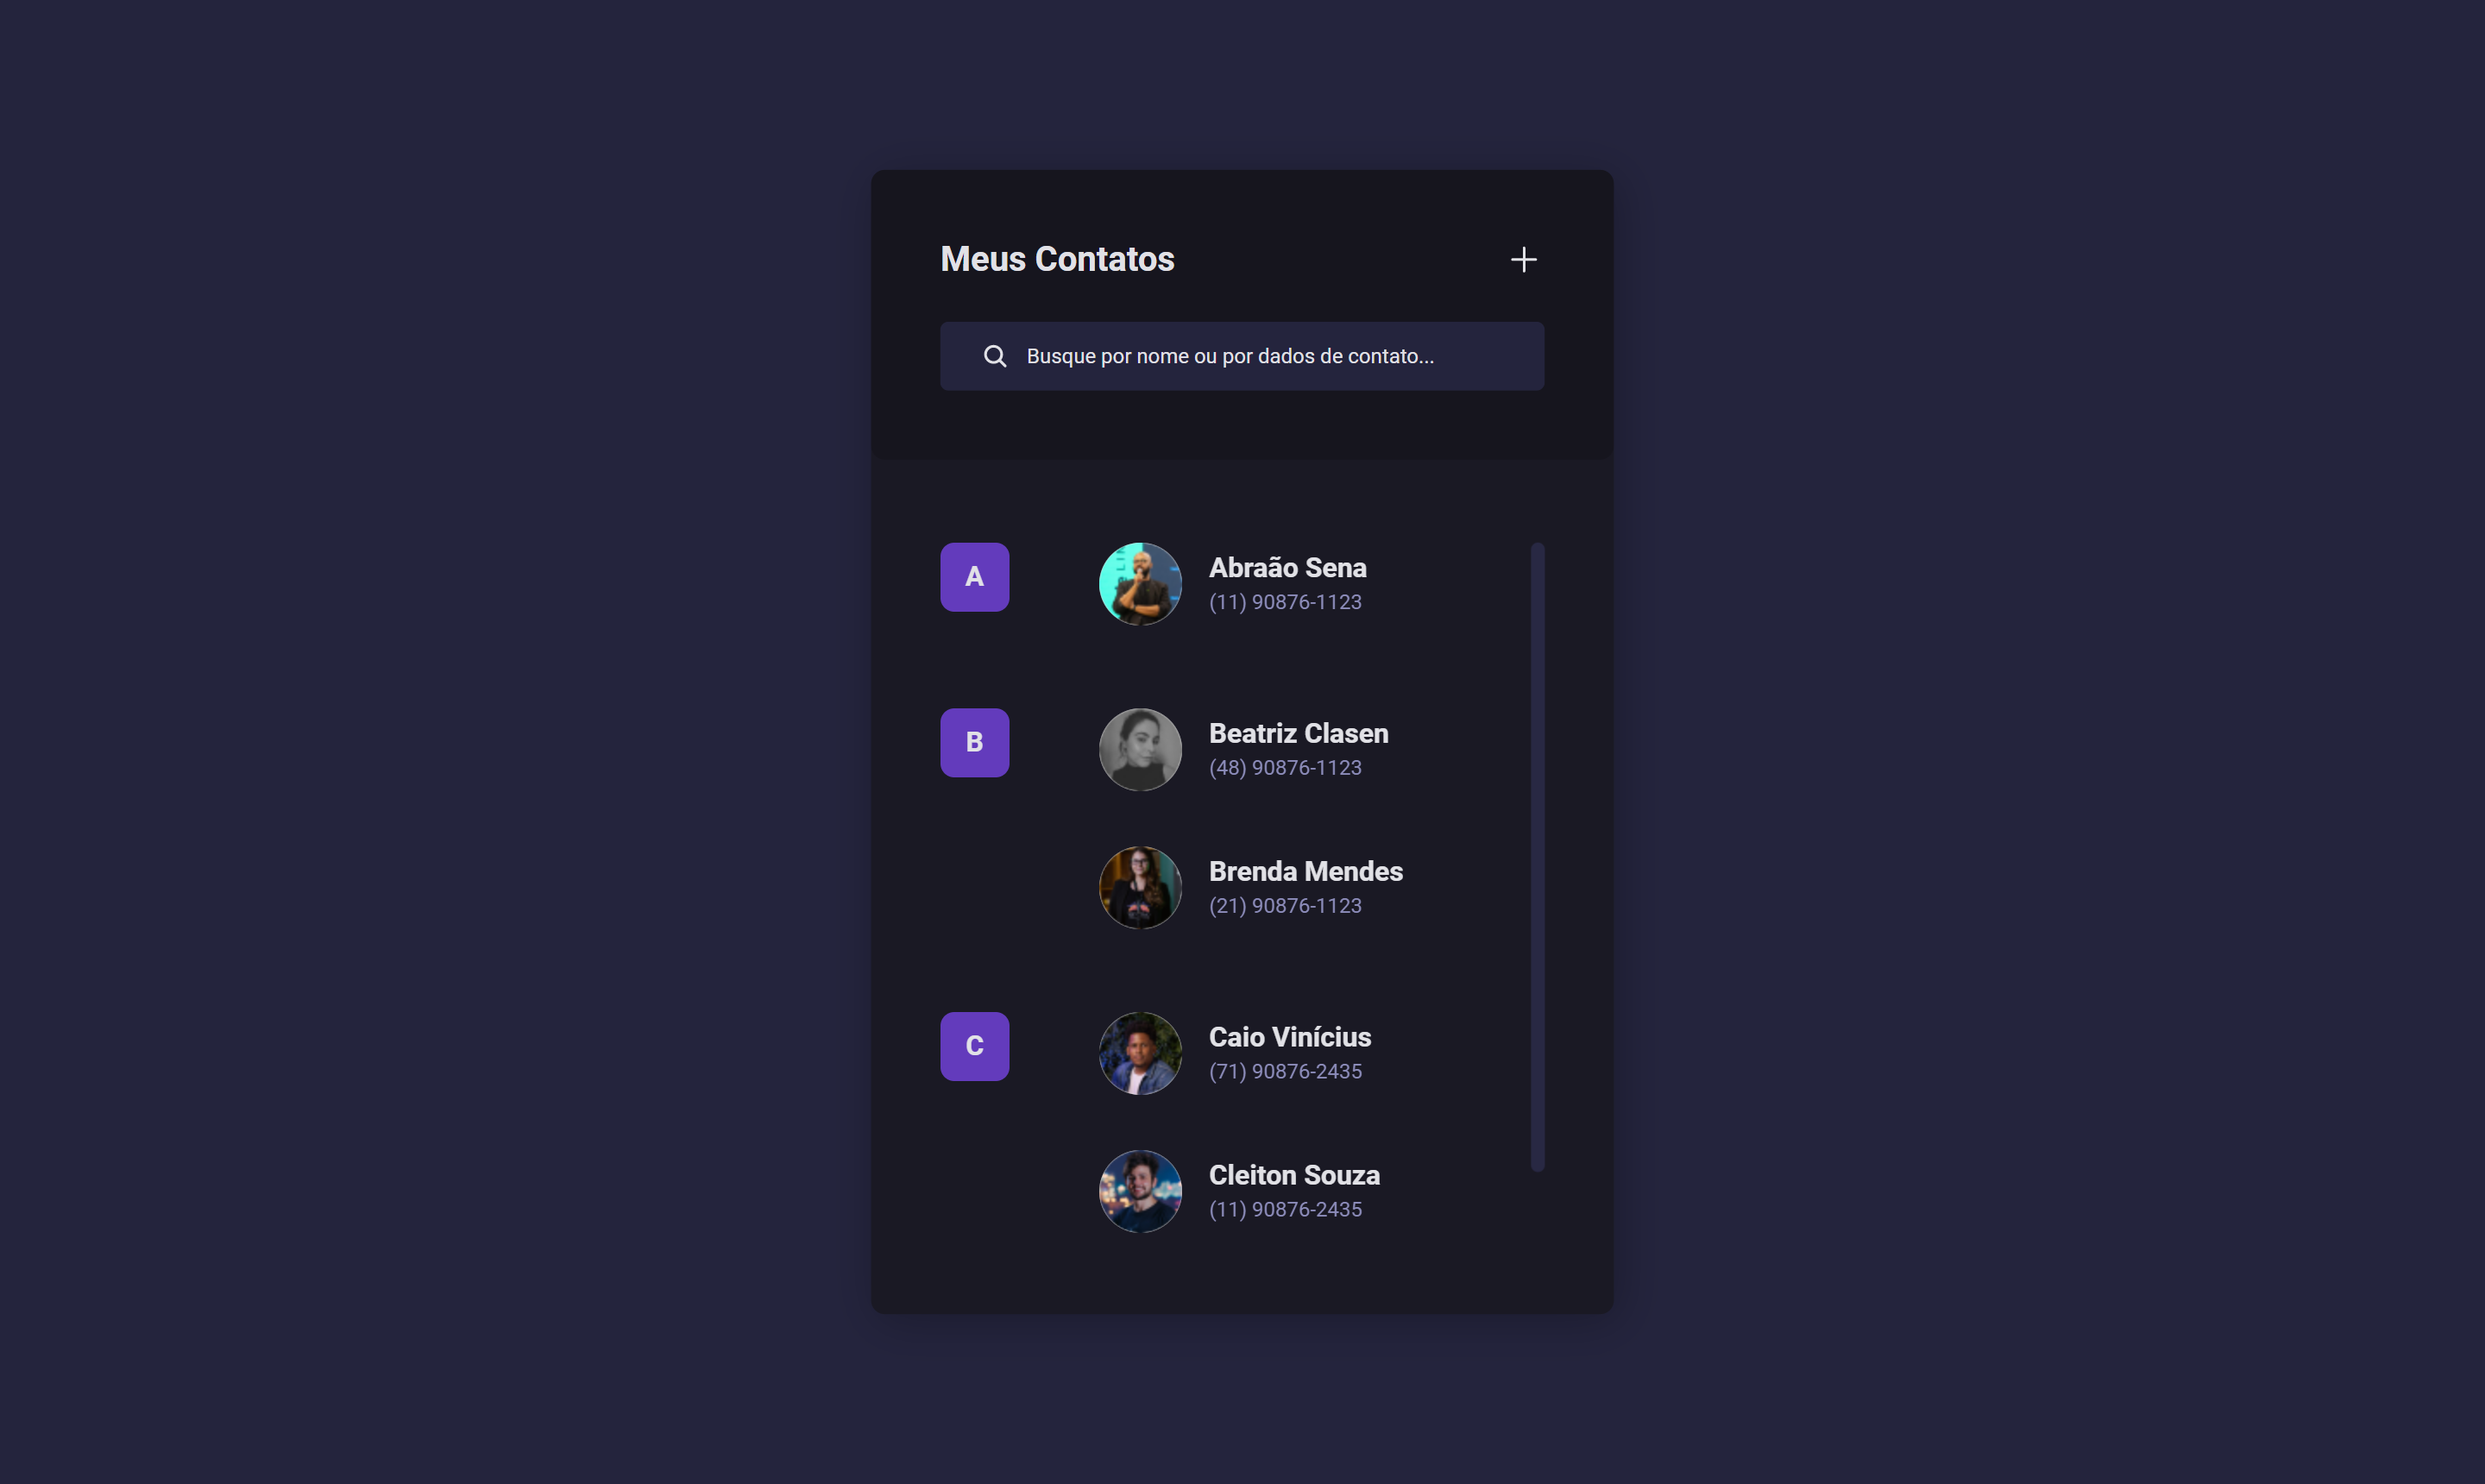 Meus Contatos
Busque por nome ou por dados de contato...
A
Abraão Sena
(11) 90876-1123
B
Beatriz Clasen
(48) 90876-1123
Brenda Mendes
(21) 90876-1123
C
Caio Vinícius
(71) 90876-2435
Cleiton Souza
(11) 90876-2435